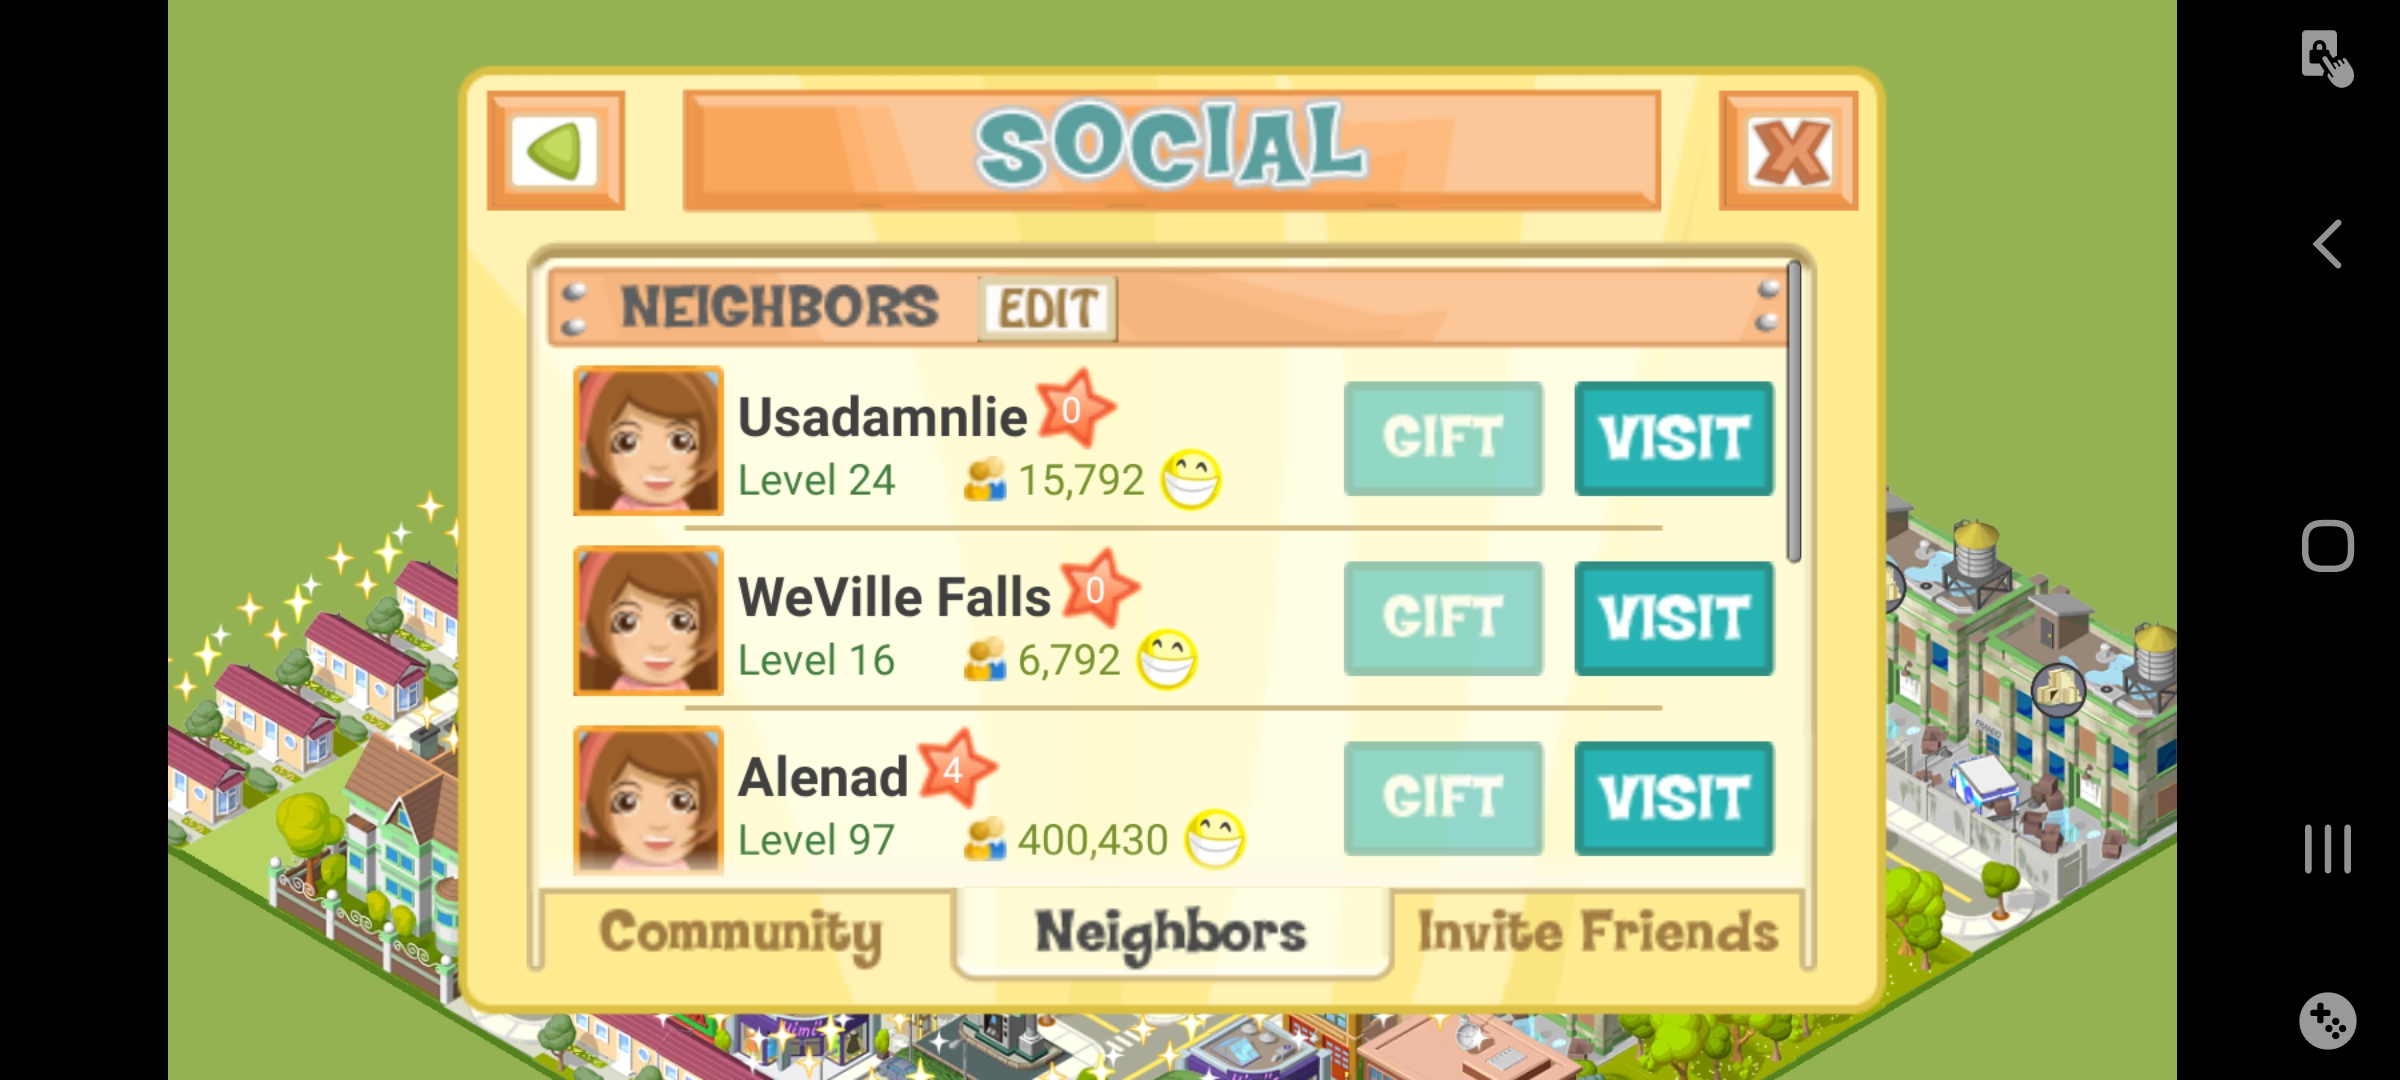 SOCIAL
NEIGHBORS EDIT
Usadamnlie 0
Level 24 15,792
GIFT VISIT
WeVille Falls 0
Level 16 6,792
GIFT VISIT
Alenad 4
Level 97 400,430
GIFT VISIT
Community Neighbors Invite Friends